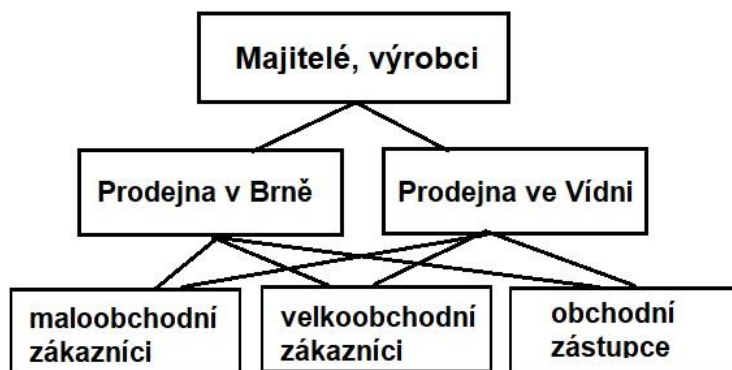 Majitelé, výrobci
Prodejna v Brně
Prodejna ve Vídni
maloobchodní
zákazníci
velkoobchodní
zákazníci
obchodní
zástupce